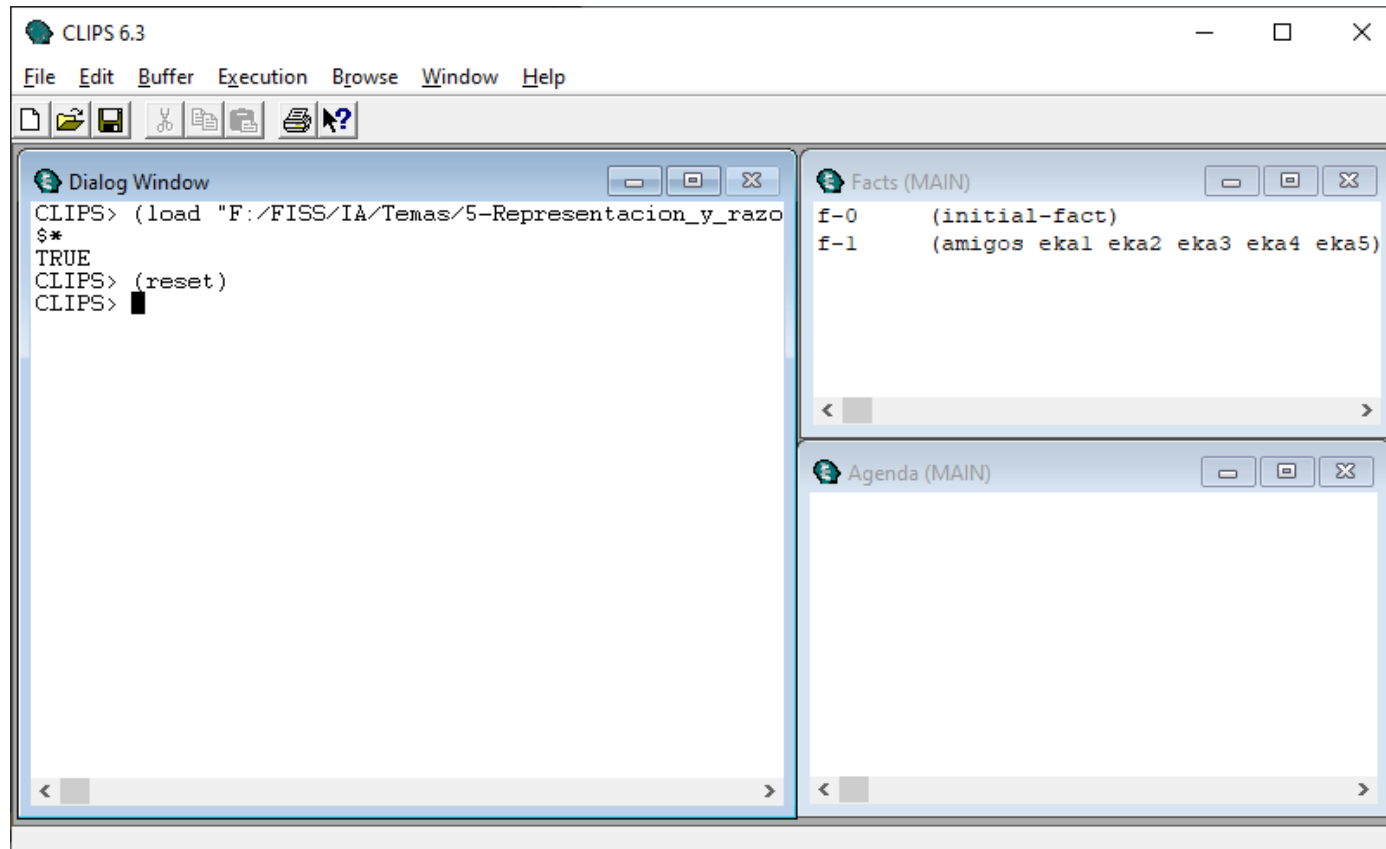 CLIPS 6.3
File Edit Buffer Execution Browse Window Help
Dialog Window
CLIPS> (load "F:/FISS/IA/Temas/5-Representacion_y_razo
$*
TRUE
CLIPS> (reset)
CLIPS>
Facts (MAIN)
f-0 (initial-fact)
f-1 (amigos eka1 eka2 eka3 eka4 eka5)
Agenda (MAIN)